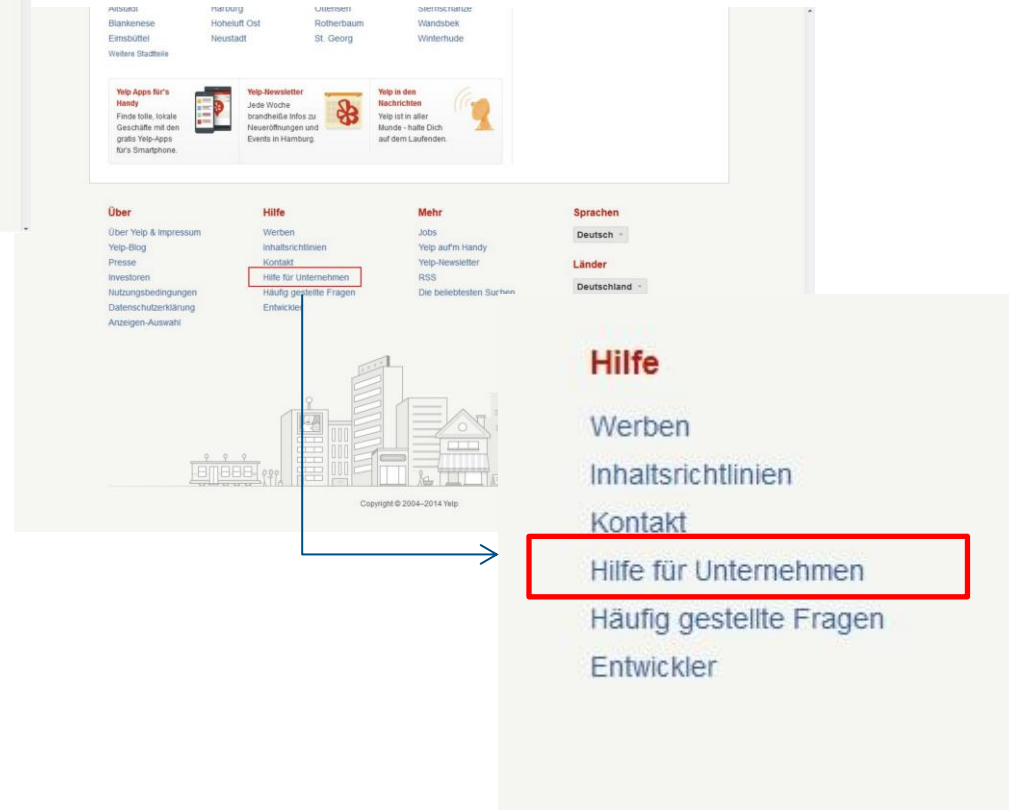 Altstadt Harburg Ottensen Sternschanze
Blankenese Hoheluft Ost Rotherbaum Wandsbek
Eimsbüttel Neustadt St. Georg Winterhude
Weitere Stadtteile
Yelp Apps für's
Handy
Finde tolle, lokale
Geschäfte mit den
gratis Yelp-Apps
für's Smartphone.
Yelp-Newsletter
Jede Woche
brandheiße Infos zu
Neueröffnungen und
Events in Hamburg.
Yelp in den
Nachrichten
Yelp ist in aller
Munde - halte Dich
auf dem Laufenden.
Über
Über Yelp & Impressum
Yelp-Blog
Presse
Investoren
Nutzungsbedingungen
Datenschutzerklärung
Anzeigen-Auswahl
Hilfe
Werben
Inhaltsrichtlinien
Kontakt
Hilfe für Unternehmen
Häufig gestellte Fragen
Entwickler
Mehr
Jobs
Yelp auf'm Handy
Yelp-Newsletter
RSS
Die beliebtesten Suchen
Sprachen
Deutsch
Länder
Deutschland
Copyright © 2004–2014 Yelp
Hilfe
Werben
Inhaltsrichtlinien
Kontakt
Hilfe für Unternehmen
Häufig gestellte Fragen
Entwickler